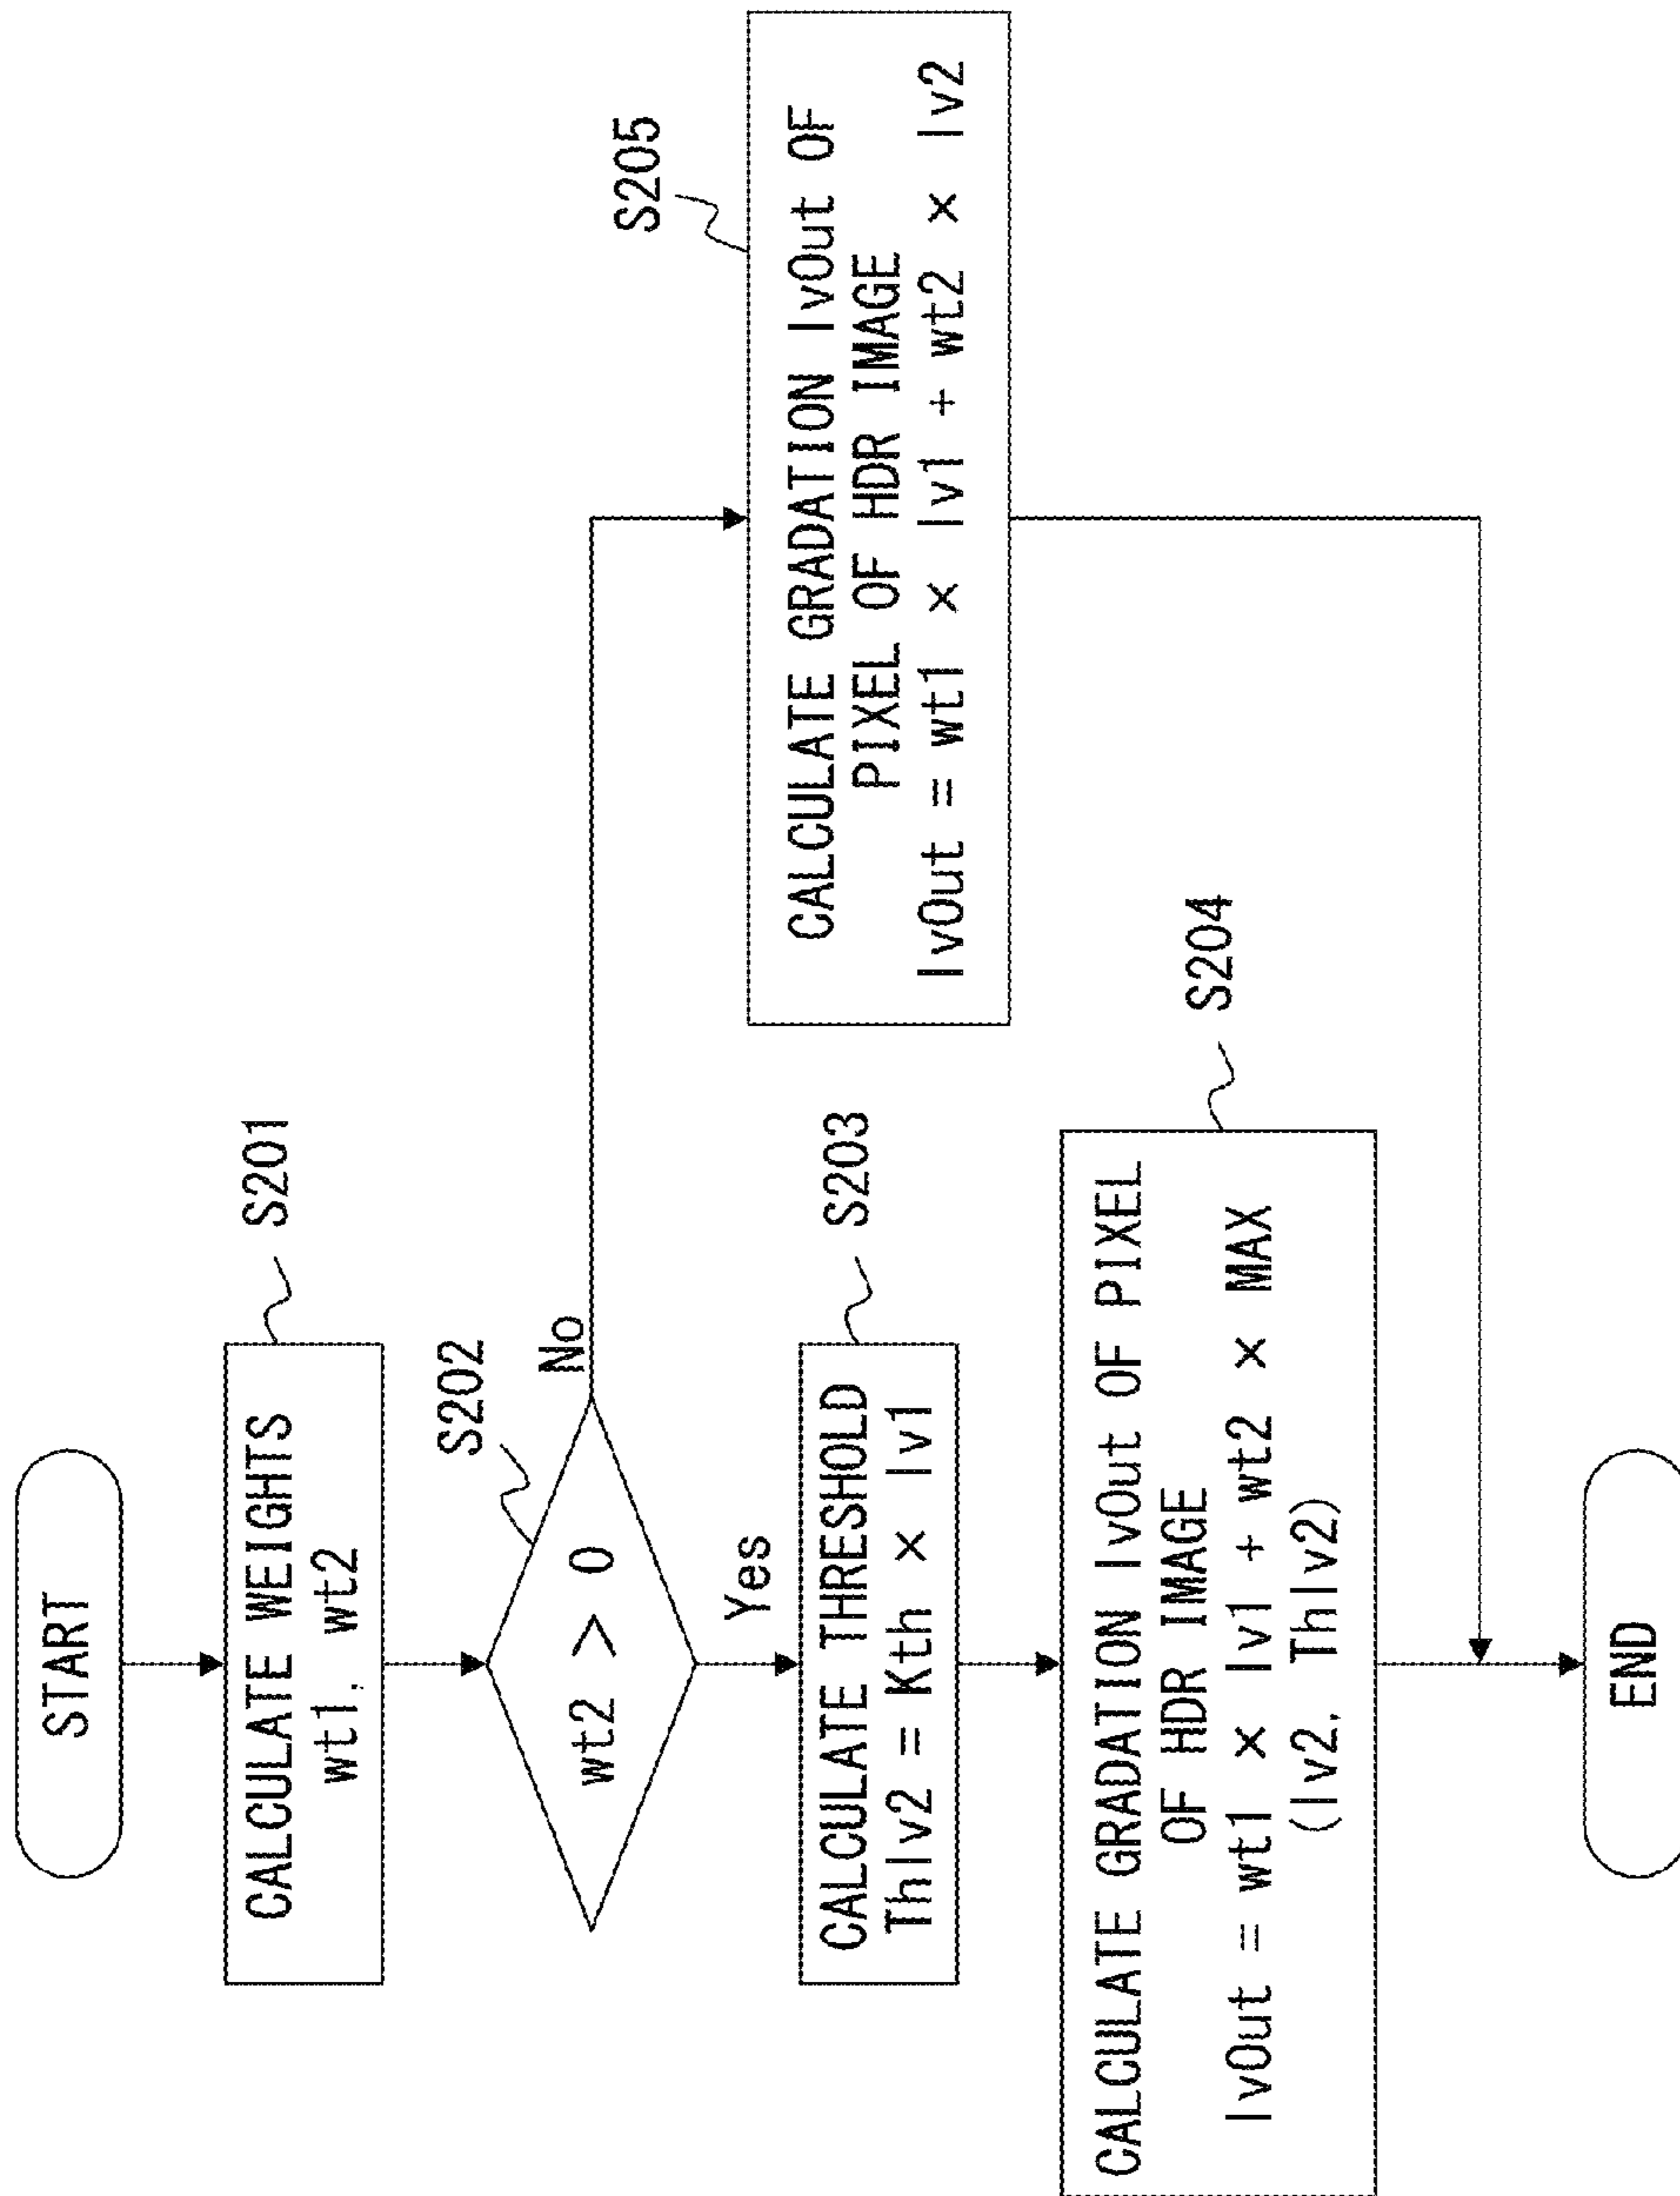 START
CALCULATE WEIGHTS
wt1, wt2
S201
wt2 > 0
S202
No
Yes
CALCULATE THRESHOLD
Thlv2 = Kth × lv1
S203
CALCULATE GRADATION lvOut OF PIXEL
OF HDR IMAGE
lvOut = wt1 × lv1 + wt2 × MAX
(lv2, Thlv2)
S204
S205
CALCULATE GRADATION lvOut OF
PIXEL OF HDR IMAGE
lvOut = wt1 × lv1 + wt2 × lv2
END